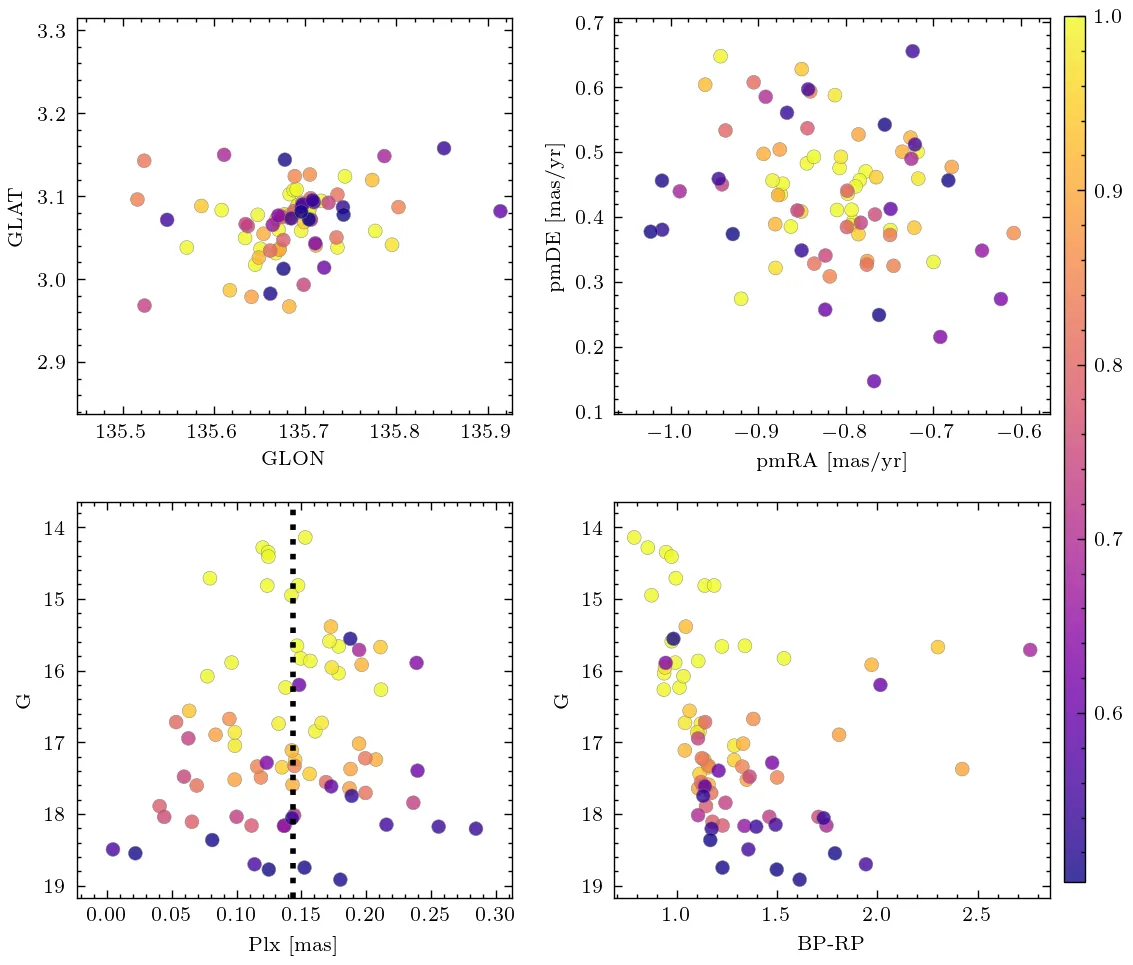 3.3
3.2
3.1
3.0
2.9
GLAT
135.5 135.6 135.7 135.8 135.9
GLON
0.7
0.6
0.5
0.4
0.3
0.2
0.1
pmDE [mas/yr]
−1.0 −0.9 −0.8 −0.7 −0.6
pmRA [mas/yr]
1.0
0.9
0.8
0.7
0.6
14
15
16
17
18
19
G
0.00 0.05 0.10 0.15 0.20 0.25 0.30
Plx [mas]
14
15
16
17
18
19
G
1.0 1.5 2.0 2.5
BP-RP